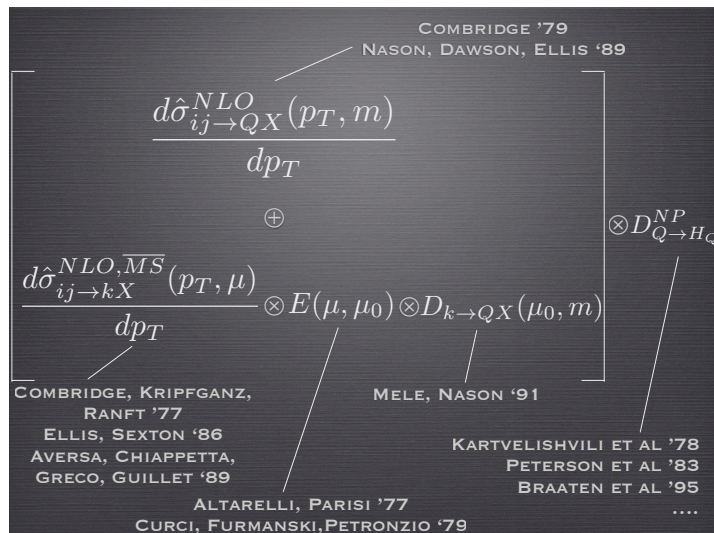 Combridge '79
Nason, Dawson, Ellis '89
dσ̂^{NLO}_{ij→QX}(p_T, m)
dp_T
⊕
⊗D^{NP}_{Q→H_Q}
dσ̂^{NLO,\overline{MS}}_{ij→kX}(p_T, μ)
dp_T
⊗E(μ, μ_0) ⊗D_{k→QX}(μ_0, m)
Combridge, Kripfganz,
Ranft '77
Ellis, Sexton '86
Aversa, Chiappetta,
Greco, Guillet '89
Mele, Nason '91
Kartvelishvili et al '78
Peterson et al '83
Braaten et al '95
....
Altarelli, Parisi '77
Curci, Furmanski,Petronzio '79